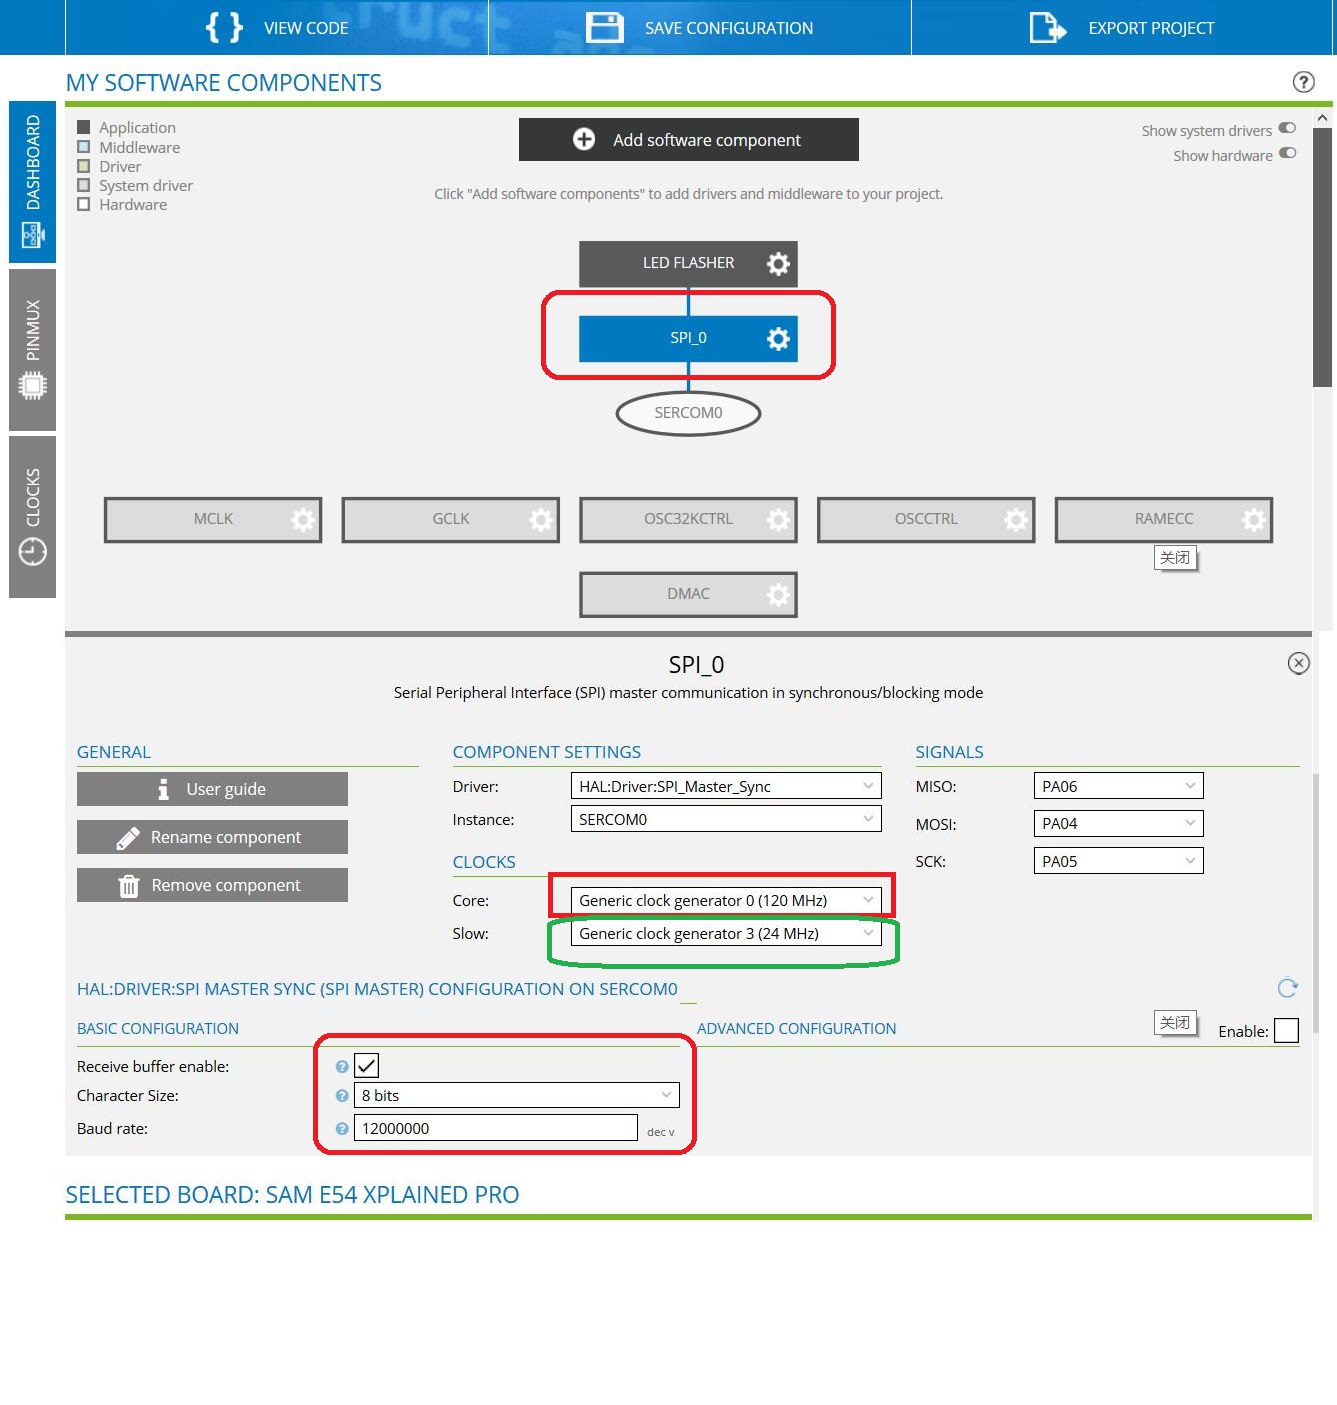 { } VIEW CODE
SAVE CONFIGURATION
EXPORT PROJECT
MY SOFTWARE COMPONENTS
?
DASHBOARD
PINMUX
CLOCKS
Application
Middleware
Driver
System driver
Hardware
Add software component
Show system drivers
Show hardware
Click "Add software components" to add drivers and middleware to your project.
LED FLASHER
SPI_0
SERCOM0
MCLK
GCLK
OSC32KCTRL
OSCCTRL
RAMECC
关闭
DMAC
SPI_0
Serial Peripheral Interface (SPI) master communication in synchronous/blocking mode
GENERAL
User guide
Rename component
Remove component
COMPONENT SETTINGS
Driver: HAL:Driver:SPI_Master_Sync
Instance: SERCOM0
CLOCKS
Core: Generic clock generator 0 (120 MHz)
Slow: Generic clock generator 3 (24 MHz)
SIGNALS
MISO: PA06
MOSI: PA04
SCK: PA05
HAL:DRIVER:SPI MASTER SYNC (SPI MASTER) CONFIGURATION ON SERCOM0
BASIC CONFIGURATION
Receive buffer enable: ?
Character Size: ? 8 bits
Baud rate: ? 12000000 dec v
ADVANCED CONFIGURATION
关闭
Enable:
SELECTED BOARD: SAM E54 XPLAINED PRO